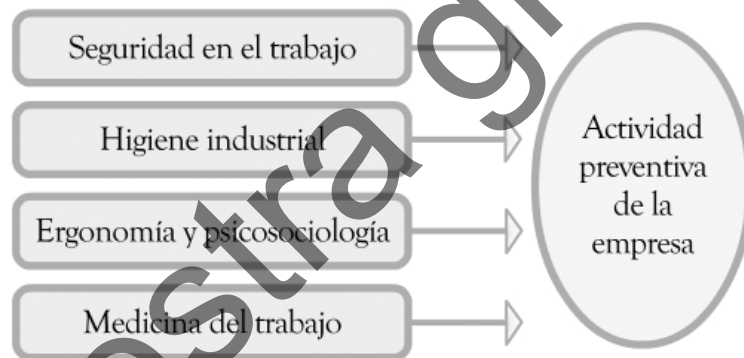 Seguridad en el trabajo
Higiene industrial
Ergonomía y psicosociología
Medicina del trabajo
Actividad
preventiva
de la
empresa